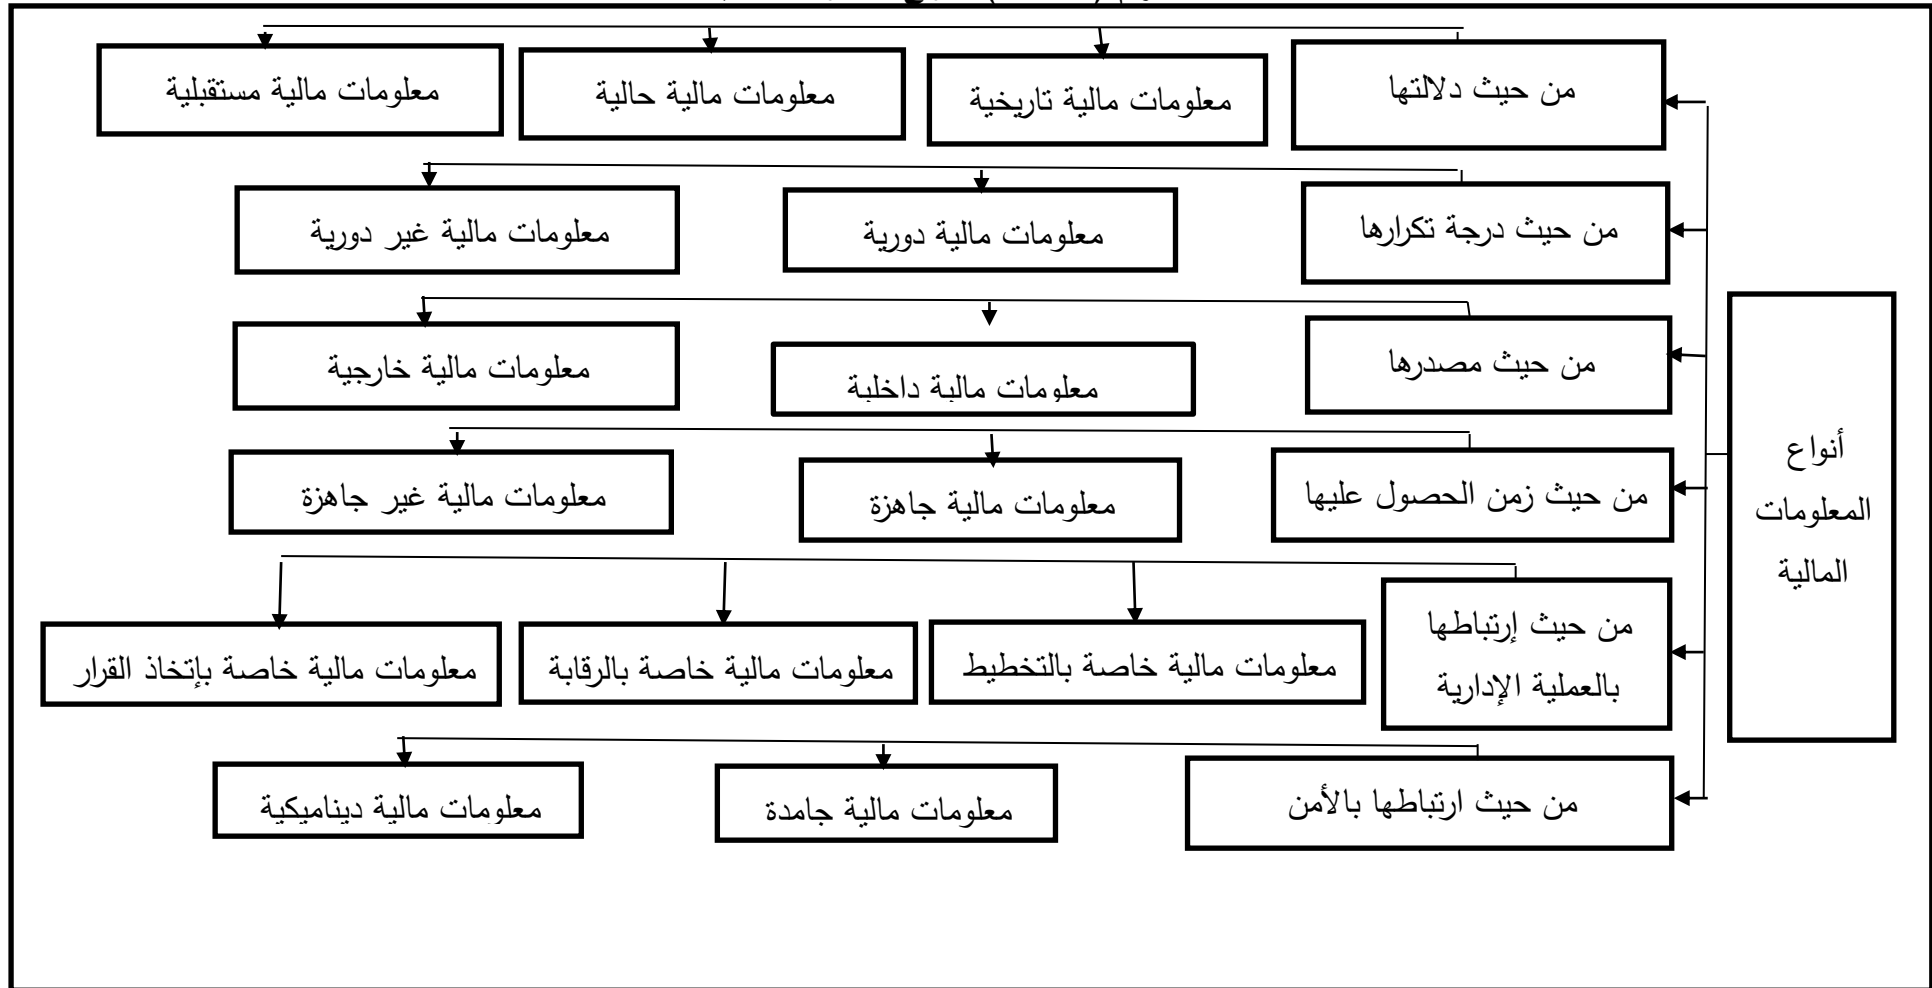 من حيث دلالتها
معلومات مالية تاريخية
معلومات مالية حالية
معلومات مالية مستقبلية
من حيث درجة تكرارها
معلومات مالية دورية
معلومات مالية غير دورية
من حيث مصدرها
معلومات مالية داخلية
معلومات مالية خارجية
أنواع
المعلومات
المالية
من حيث زمن الحصول عليها
معلومات مالية جاهزة
معلومات مالية غير جاهزة
من حيث إرتباطها
بالعملية الإدارية
معلومات مالية خاصة بالتخطيط
معلومات مالية خاصة بالرقابة
معلومات مالية خاصة بإتخاذ القرار
من حيث ارتباطها بالأمن
معلومات مالية جامدة
معلومات مالية ديناميكية